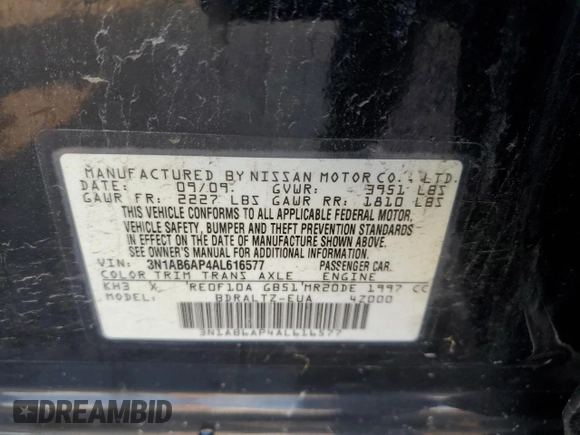 MANUFACTURED BY NISSAN MOTOR CO., LTD.
DATE: 09/09. GVWR: 3951 LBS
GAWR FR: 2227 LBS GAWR RR: 1810 LBS
THIS VEHICLE CONFORMS TO ALL APPLICABLE FEDERAL MOTOR,
VEHICLE SAFETY, BUMPER AND THEFT PREVENTION STANDARDS
IN EFFECT ON THE DATE OF MANUFACTURE SHOWN ABOVE.
SEE OWNER'S MANUAL FOR ADDITIONAL INFORMATION.
VIN: 3N1AB6AP4AL616577 PASSENGER CAR.
COLOR TRIM TRANS AXLE ENGINE
KH3 X RE0F10A GB51 MR20DE 1997 CC
BDRALTZ-EUA 4Z000
3N1AB6AP4AL616577
DREAMBID